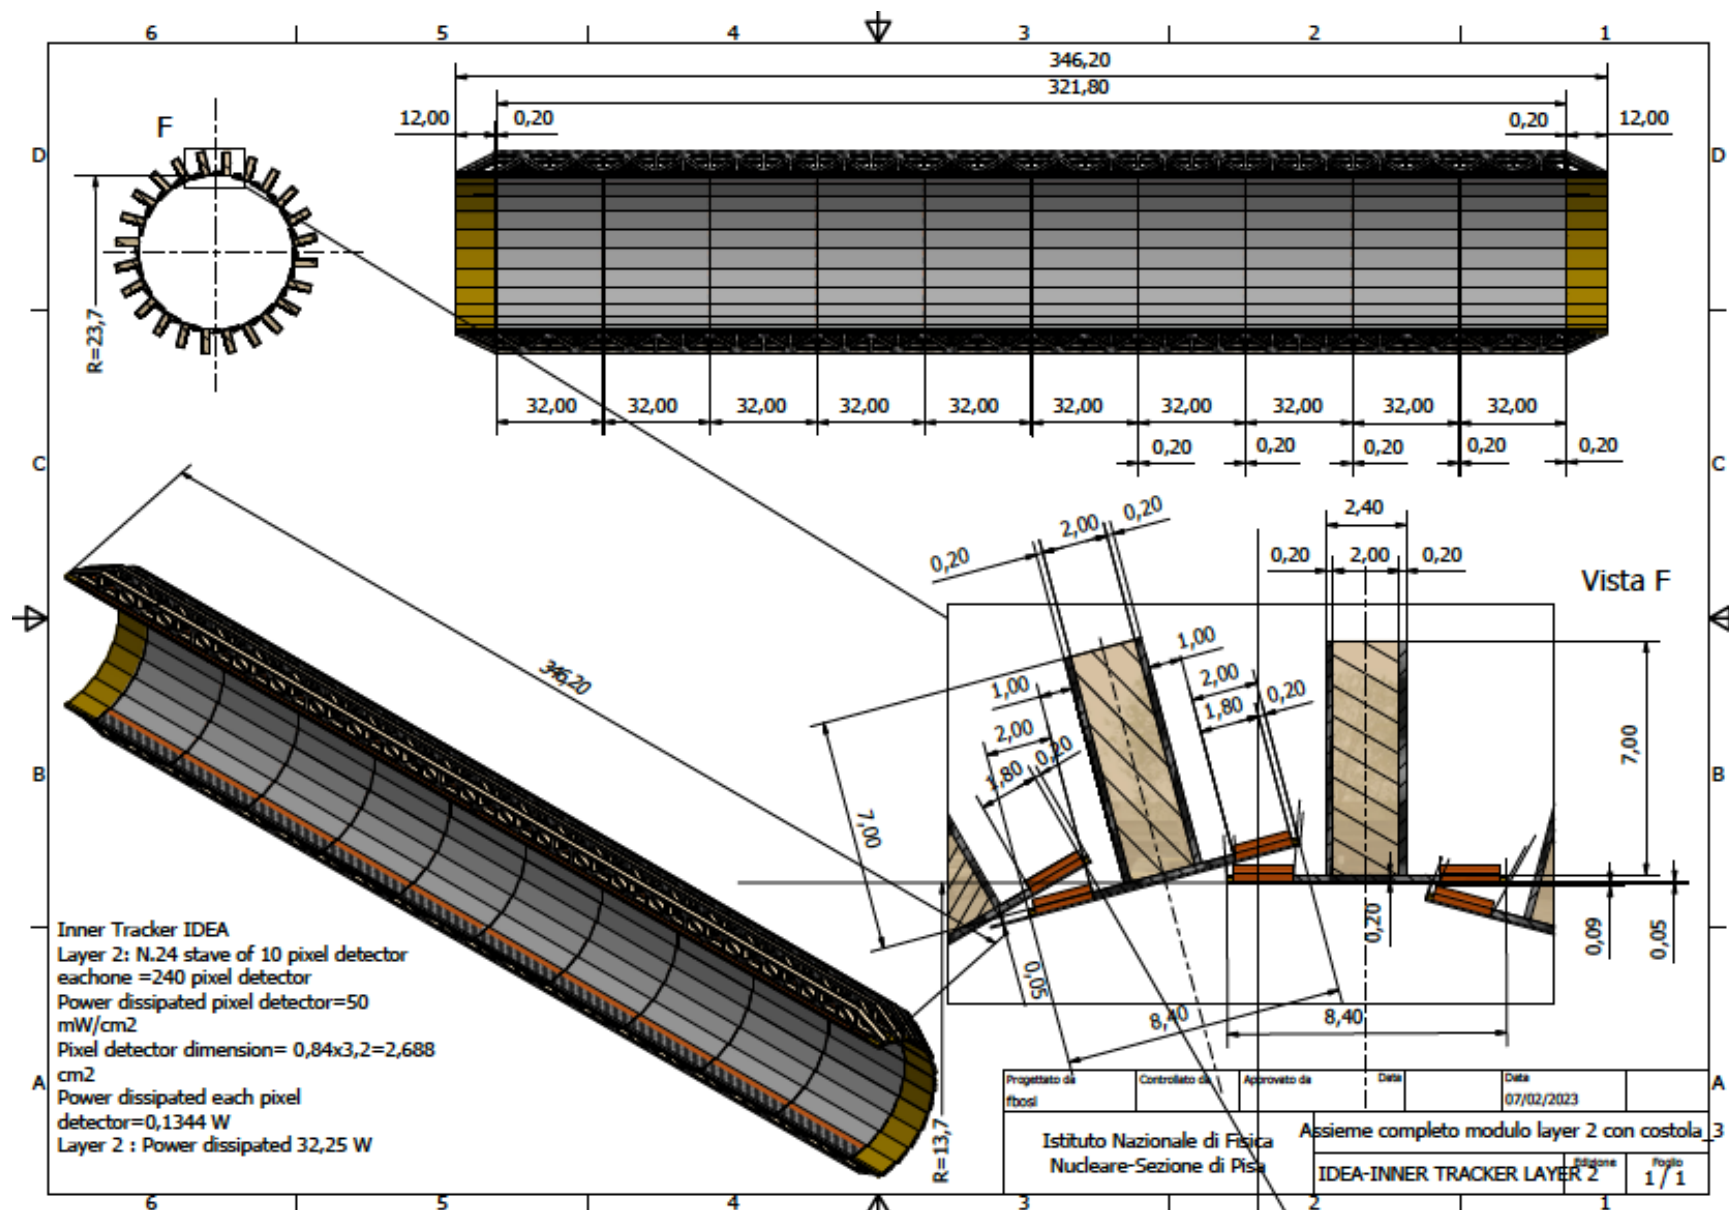 6 5 4 3 2 1
346,20
321,80
12,00 0,20 0,20 12,00
F
D D
R=23,7
32,00 32,00 32,00 32,00 32,00 32,00 32,00 32,00 32,00 32,00
0,20 0,20 0,20 0,20 0,20
C C
346,20
0,20 2,00 0,20
2,40
0,20 2,00 0,20
Vista F
1,00
2,00
1,80 0,20
1,00
2,00
1,80 0,20
7,00
7,00
B B
0,20
0,09
0,05
0,05
8,40
8,40
R=13,7
Inner Tracker IDEA
Layer 2: N.24 stave of 10 pixel detector
eachone =240 pixel detector
Power dissipated pixel detector=50
mW/cm2
Pixel detector dimension= 0,84x3,2=2,688
cm2
Power dissipated each pixel
detector=0,1344 W
Layer 2 : Power dissipated 32,25 W
A A
Progettato da Controllato da Approvato da Data Data
fbosi 07/02/2023
Istituto Nazionale di Fisica
Nucleare-Sezione di Pisa
Assieme completo modulo layer 2 con costola_3
IDEA-INNER TRACKER LAYER 2
Edizione Foglio
1 / 1
6 5 4 3 2 1